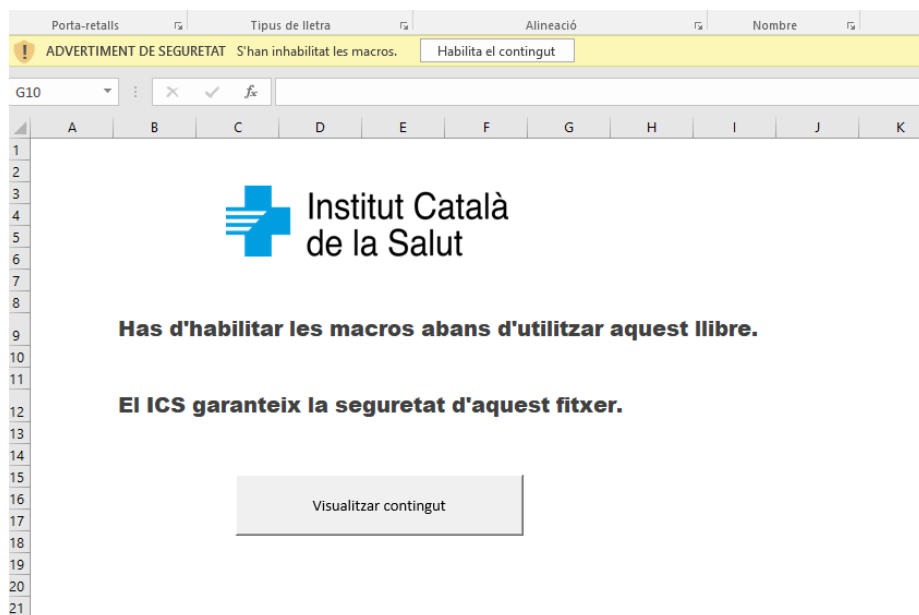 Porta-retalls Tipus de lletra Alineació Nombre
ADVERTIMENT DE SEGURETAT S'han inhabilitat les macros. Habilita el contingut
G10 fx
A B C D E F G H I J K
1
2
3
Institut Català
4
5
de la Salut
6
7
8
9 Has d'habilitar les macros abans d'utilitzar aquest llibre.
10
11
12 El ICS garanteix la seguretat d'aquest fitxer.
13
14
15
16 Visualitzar contingut
17
18
19
20
21